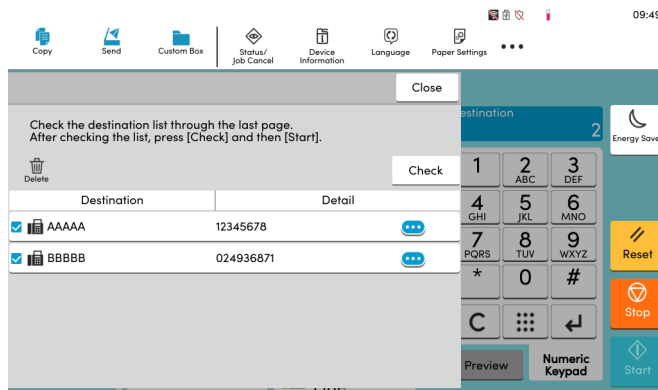 09:49
Copy
Send
Custom Box
Status/
Job Cancel
Device
Information
Language
Paper Settings
Close
estination
2
Energy Save
Check the destination list through the last page.
After checking the list, press [Check] and then [Start].
Delete
Check
Destination
Detail
AAAAA
12345678
BBBBB
024936871
1
2
ABC
3
DEF
4
GHI
5
JKL
6
MNO
7
PQRS
8
TUV
9
WXYZ
*
0
#
C
Reset
Stop
Preview
Numeric
Keypad
Start